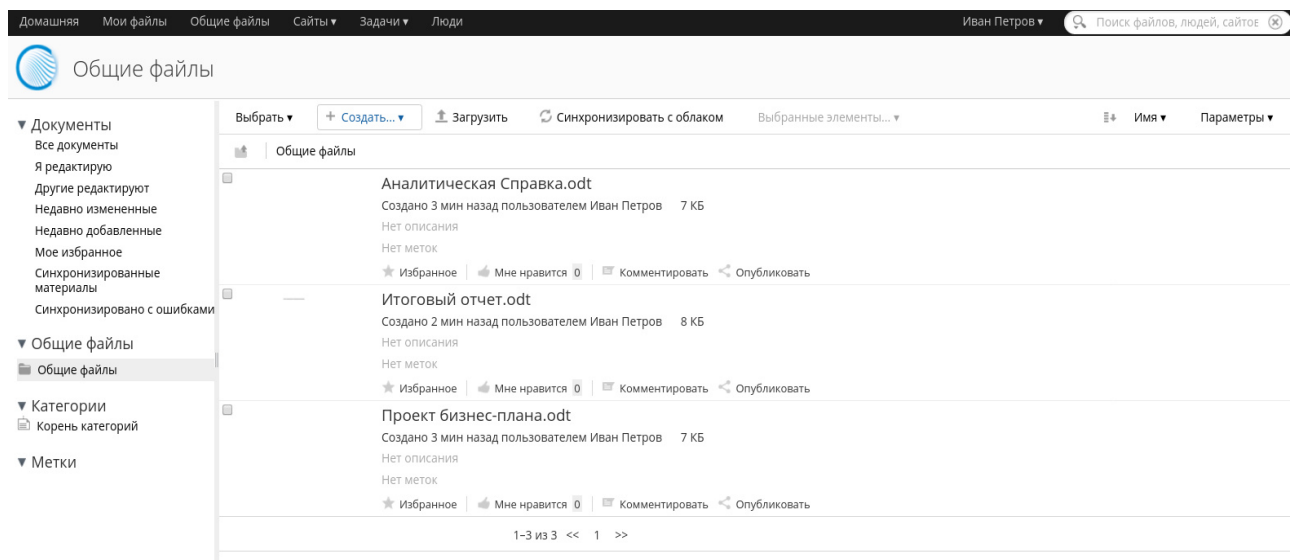 Домашняя Мои файлы Общие файлы Сайты ▾ Задачи ▾ Люди Иван Петров ▾ Поиск файлов, людей, сайтов
Общие файлы
Документы
Все документы
Я редактирую
Другие редактируют
Недавно измененные
Недавно добавленные
Мое избранное
Синхронизированные
материалы
Синхронизировано с ошибками
Общие файлы
Общие файлы
Категории
Корень категорий
Метки
Выбрать ▾ + Создать... ▾ Загрузить Синхронизировать с облаком Выбранные элементы... ▾ Имя ▾ Параметры ▾
Общие файлы
Аналитическая Справка.odt
Создано 3 мин назад пользователем Иван Петров 7 КБ
Нет описания
Нет меток
Избранное Мне нравится 0 Комментировать Опубликовать
Итоговый отчет.odt
Создано 2 мин назад пользователем Иван Петров 8 КБ
Нет описания
Нет меток
Избранное Мне нравится 0 Комментировать Опубликовать
Проект бизнес-плана.odt
Создано 3 мин назад пользователем Иван Петров 7 КБ
Нет описания
Нет меток
Избранное Мне нравится 0 Комментировать Опубликовать
1–3 из 3 << 1 >>